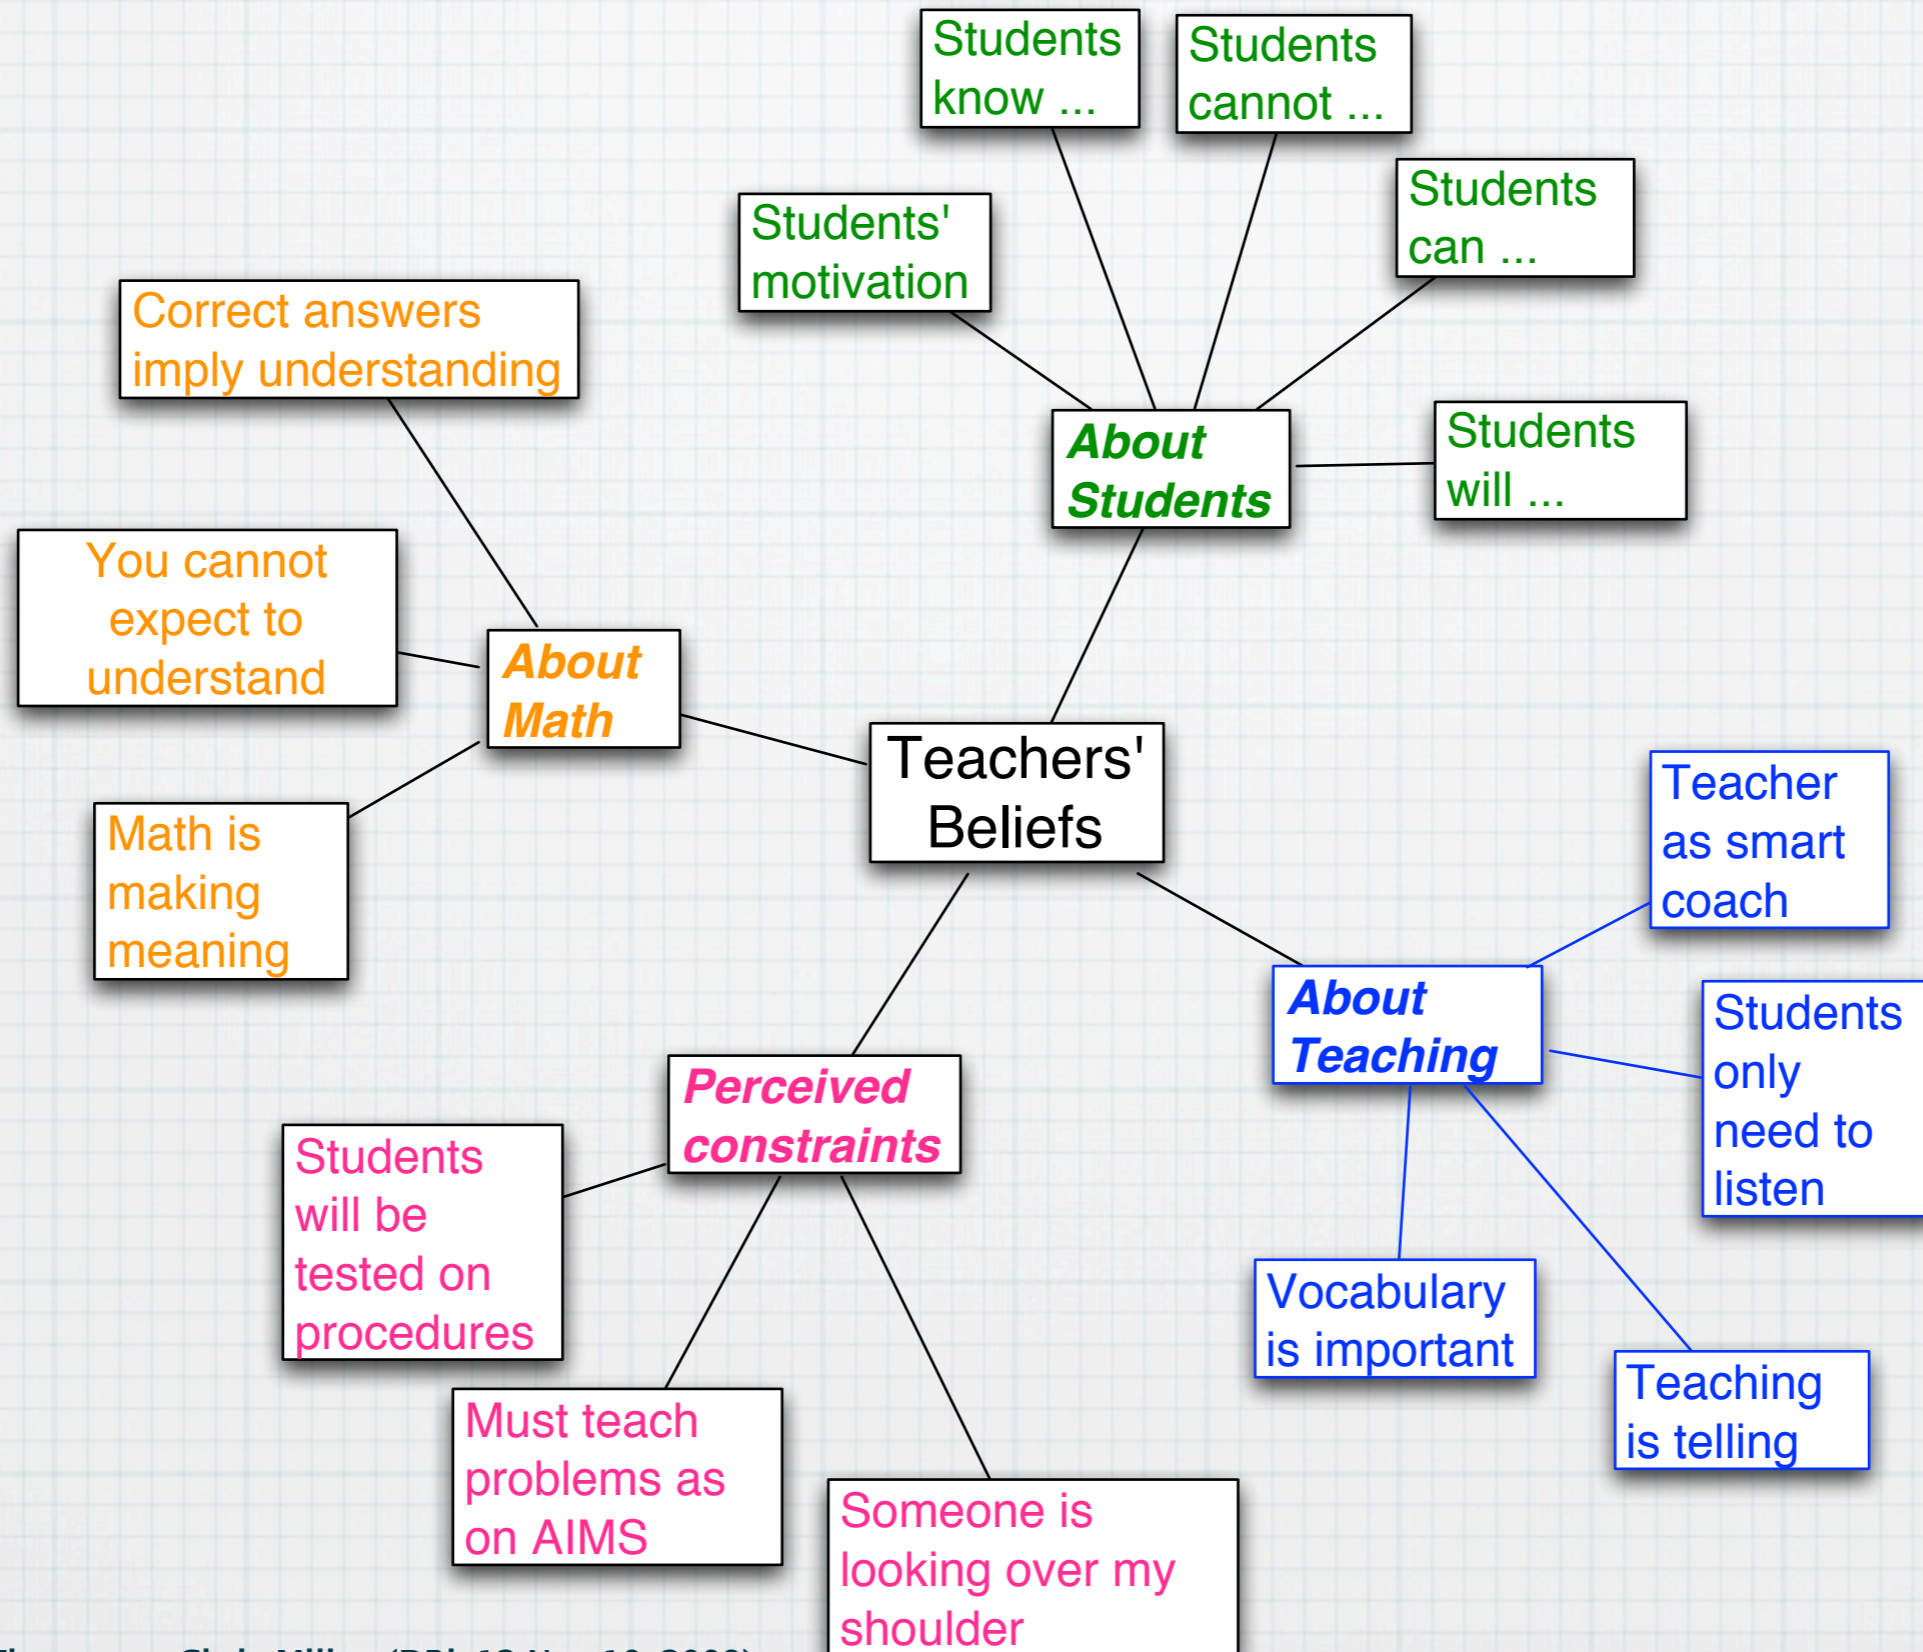 Students
know ...
Students
cannot ...
Students
can ...
Students'
motivation
Correct answers
imply understanding
About
Students
Students
will ...
You cannot
expect to
understand
About
Math
Teachers'
Beliefs
Teacher
as smart
coach
Math is
making
meaning
About
Teaching
Students
only
need to
listen
Perceived
constraints
Students
will be
tested on
procedures
Vocabulary
is important
Teaching
is telling
Must teach
problems as
on AIMS
Someone is
looking over my
shoulder